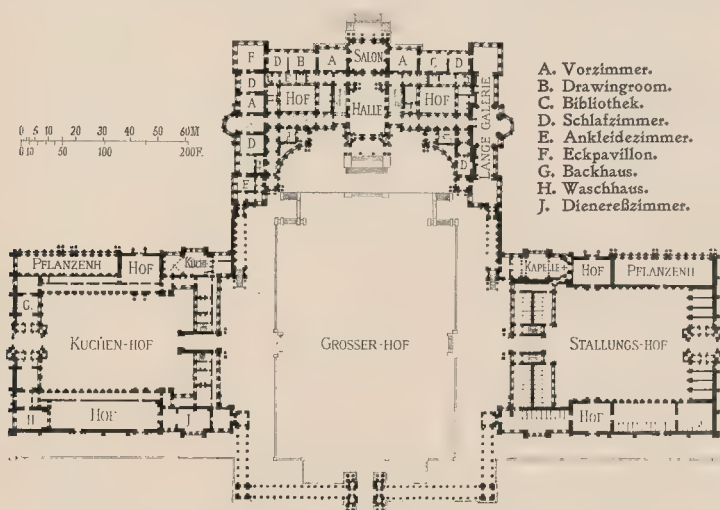 F D B A SALON A C D
D HOF HOF
A HALLE LANGE GALERIE
D D
E
A. Vorzimmer.
B. Drawingroom.
C. Bibliothek.
D. Schlafzimmer.
E. Ankleidezimmer.
F. Eckpavillon.
G. Backhaus.
H. Waschhaus.
J. Dienereßzimmer.
0 5 10 20 30 40 50 60M
0 10 50 100 200F.
PFLANZENH HOF KÜCHE KAPELLE + HOF PFLANZENH
G.
KUCHEN-HOF GROSSER-HOF STALLUNGS-HOF
H HOF J HOF